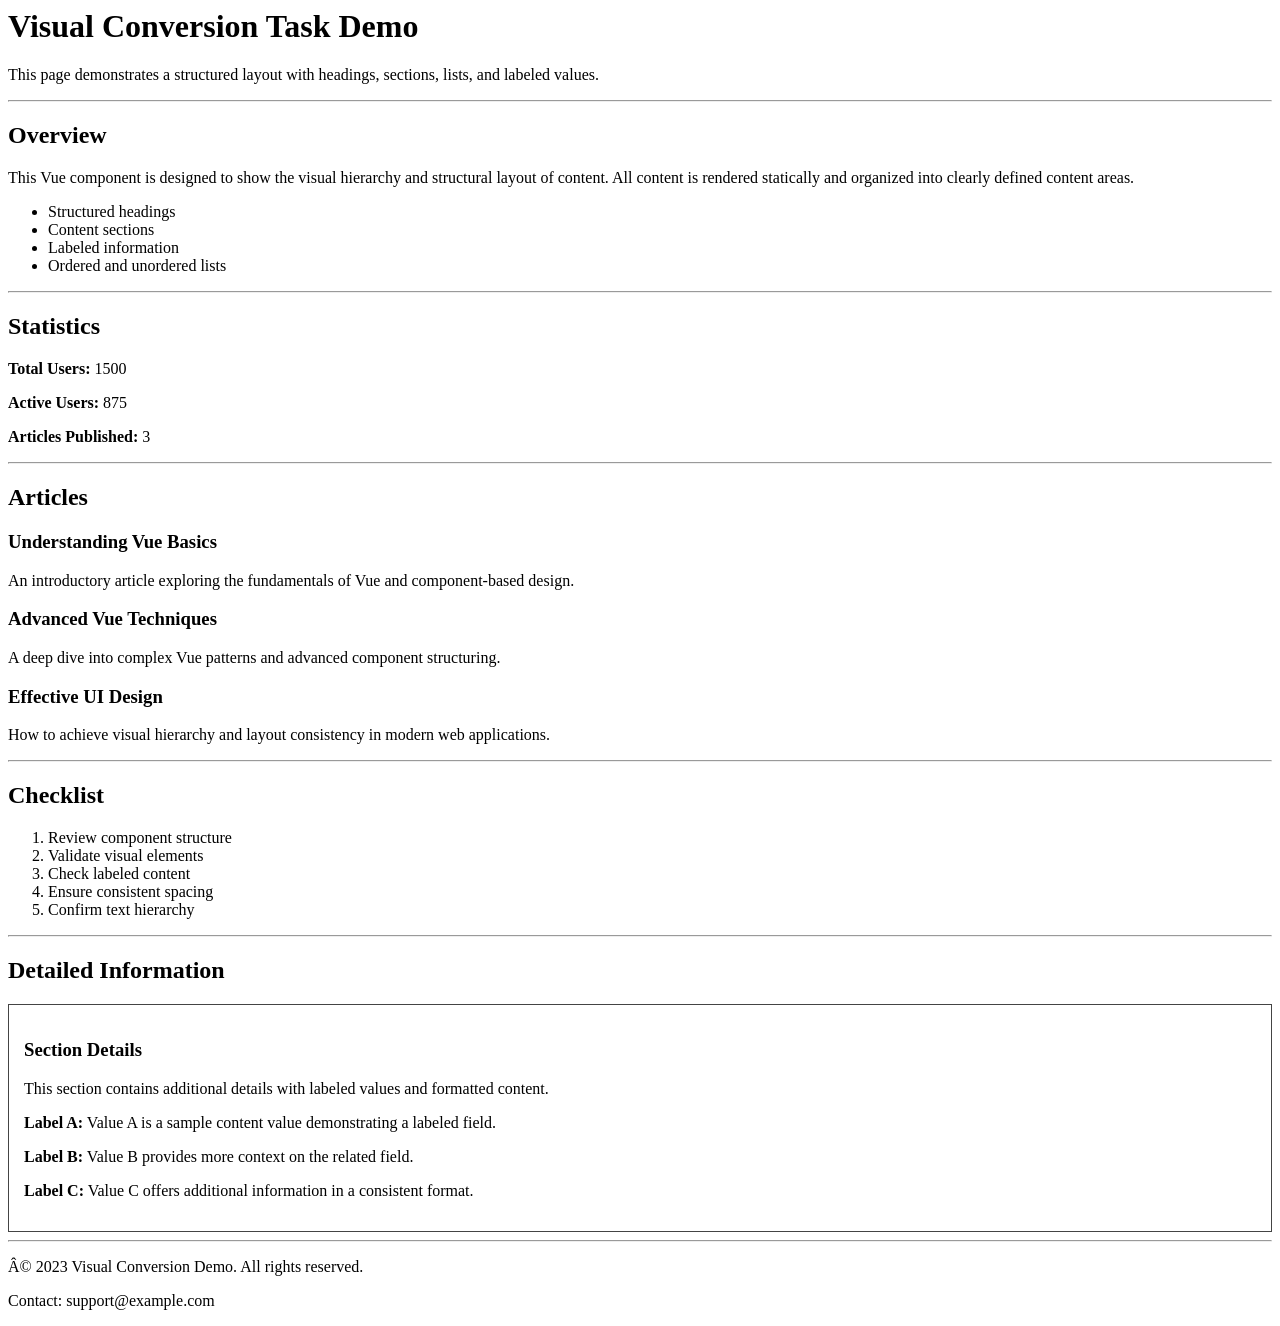 Visual Conversion Task Demo
This page demonstrates a structured layout with headings, sections, lists, and labeled values.
Overview
This Vue component is designed to show the visual hierarchy and structural layout of content. All content is rendered statically and organized into clearly defined content areas.
• Structured headings
• Content sections
• Labeled information
• Ordered and unordered lists
Statistics
Total Users: 1500
Active Users: 875
Articles Published: 3
Articles
Understanding Vue Basics
An introductory article exploring the fundamentals of Vue and component-based design.
Advanced Vue Techniques
A deep dive into complex Vue patterns and advanced component structuring.
Effective UI Design
How to achieve visual hierarchy and layout consistency in modern web applications.
Checklist
1. Review component structure
2. Validate visual elements
3. Check labeled content
4. Ensure consistent spacing
5. Confirm text hierarchy
Detailed Information
Section Details
This section contains additional details with labeled values and formatted content.
Label A: Value A is a sample content value demonstrating a labeled field.
Label B: Value B provides more context on the related field.
Label C: Value C offers additional information in a consistent format.
Â© 2023 Visual Conversion Demo. All rights reserved.
Contact: support@example.com